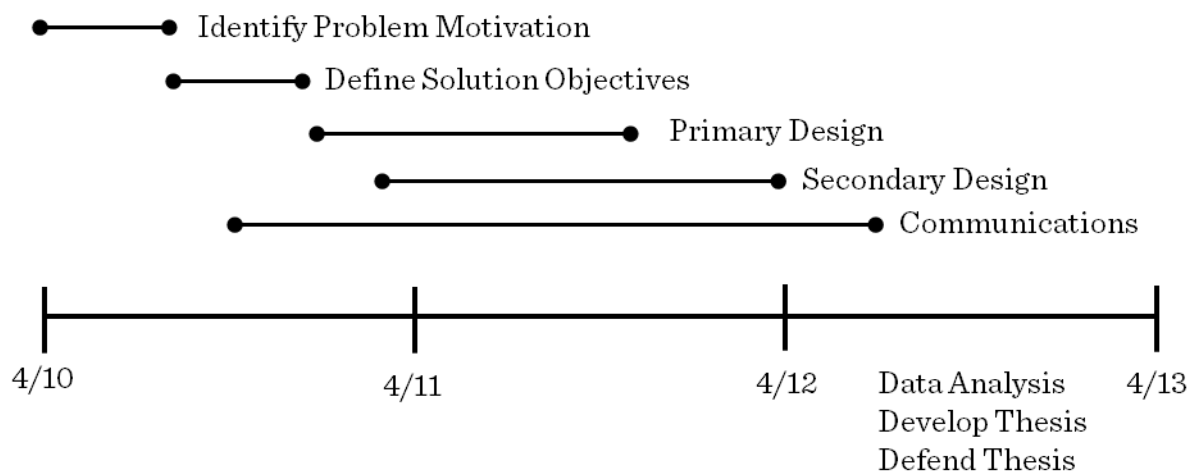 Identify Problem Motivation
Define Solution Objectives
Primary Design
Secondary Design
Communications
4/10
4/11
4/12
4/13
Data Analysis
Develop Thesis
Defend Thesis